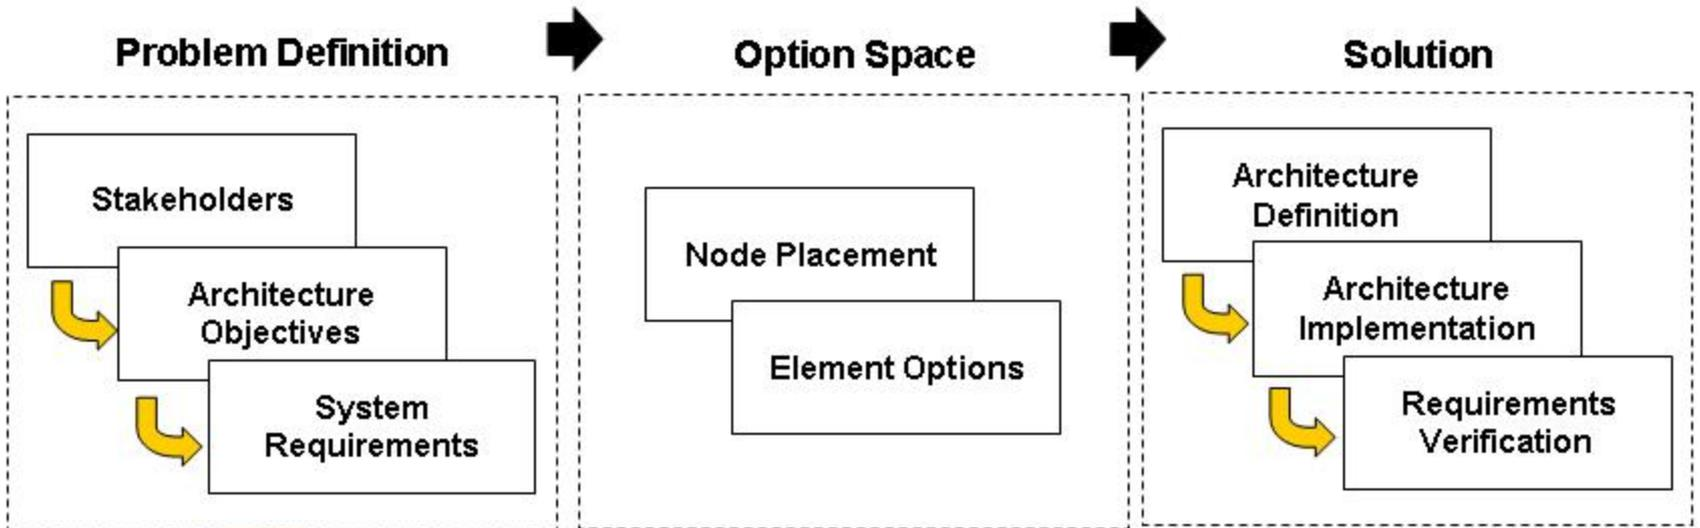 Problem Definition
Option Space
Solution
Stakeholders
Architecture
Objectives
System
Requirements
Node Placement
Element Options
Architecture
Definition
Architecture
Implementation
Requirements
Verification